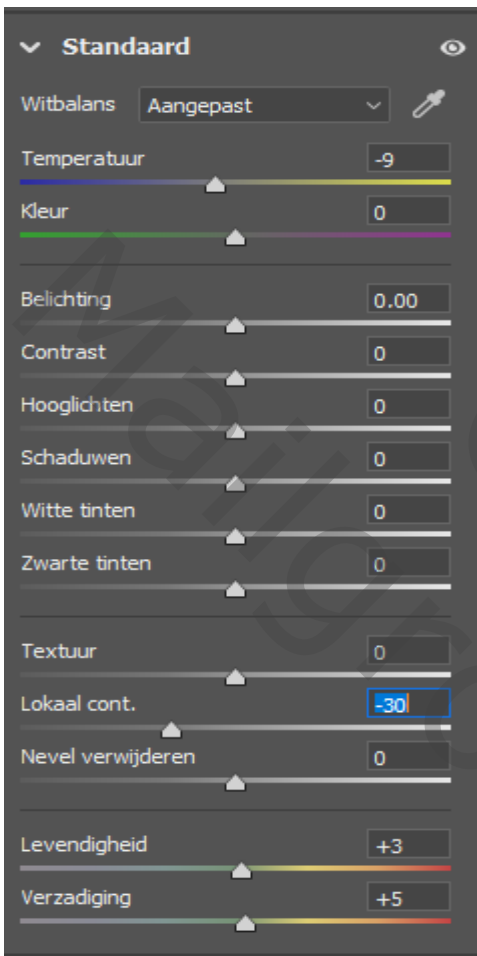 Standaard
Witbalans Aangepast
Temperatuur -9
Kleur 0
Belichting 0.00
Contrast 0
Hooglichten 0
Schaduwen 0
Witte tinten 0
Zwarte tinten 0
Textuur 0
Lokaal cont. -30
Nevel verwijderen 0
Levendigheid +3
Verzadiging +5